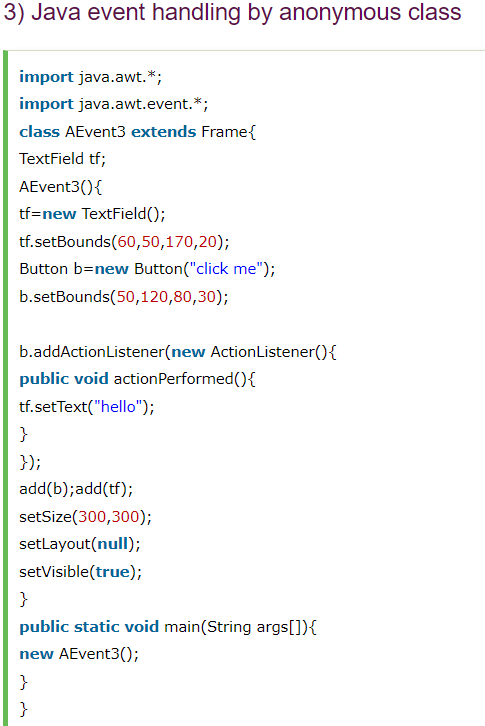 3) Java event handling by anonymous class
import java.awt.*;
import java.awt.event.*;
class AEvent3 extends Frame{
TextField tf;
AEvent3(){
tf=new TextField();
tf.setBounds(60,50,170,20);
Button b=new Button("click me");
b.setBounds(50,120,80,30);
b.addActionListener(new ActionListener(){
public void actionPerformed(){
tf.setText("hello");
}
});
add(b);add(tf);
setSize(300,300);
setLayout(null);
setVisible(true);
}
public static void main(String args[]){
new AEvent3();
}
}